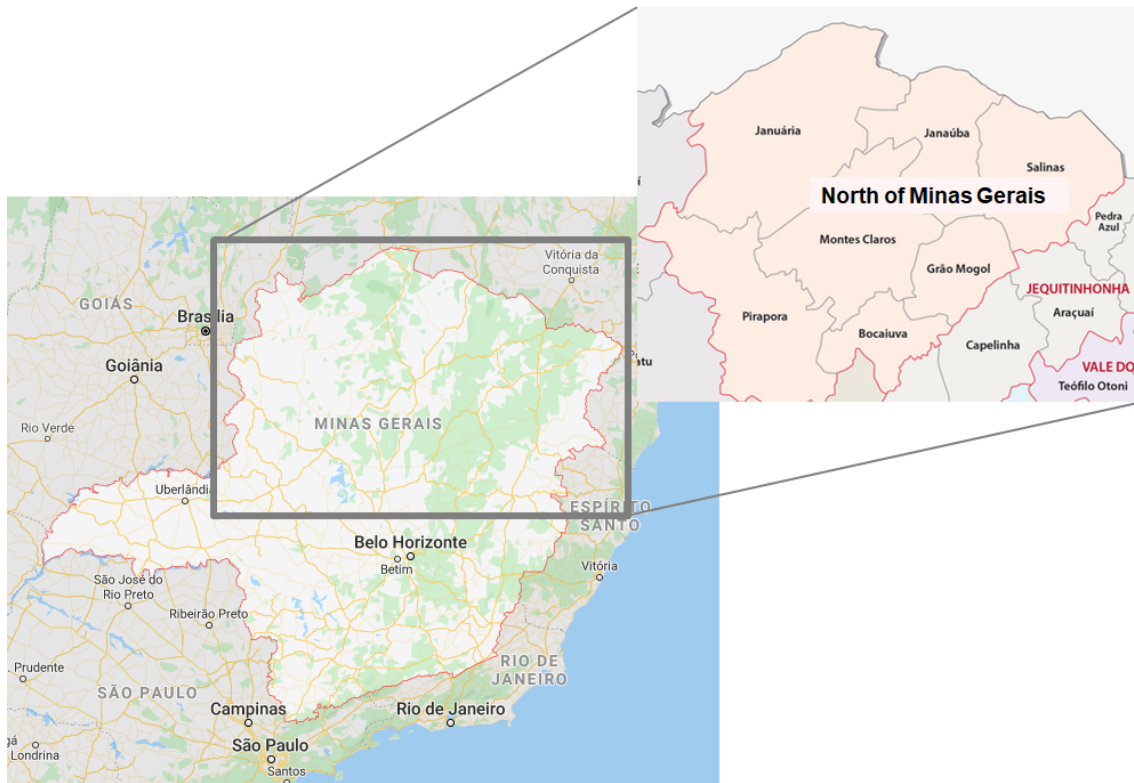 Januária
Janaúba
Salinas
North of Minas Gerais
Pedra
Azul
Montes Claros
Grão Mogol
JEQUITINHONHA
Araçuaí
Pirapora
Bocaiuva
Capelinha
VALE DO
Teófilo Otoni
Vitória da
Conquista
GOIÁS
Brasília
Goiânia
MINAS GERAIS
Rio Verde
Uberlândia
ESPÍRITO
SANTO
Belo Horizonte
Betim
Vitória
São José do
Rio Preto
Ribeirão Preto
. Prudente
RIO DE
JANEIRO
SÃO PAULO
Campinas
Rio de Janeiro
São Paulo
gá
Londrina
Santos